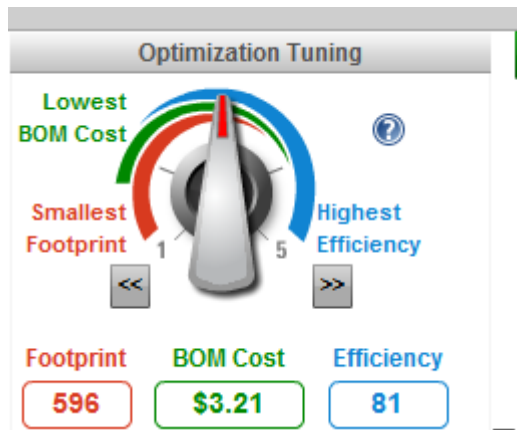 Optimization Tuning
Lowest
BOM Cost
?
Smallest
Footprint
Highest
Efficiency
1
5
<<
>>
Footprint
BOM Cost
Efficiency
596
$3.21
81